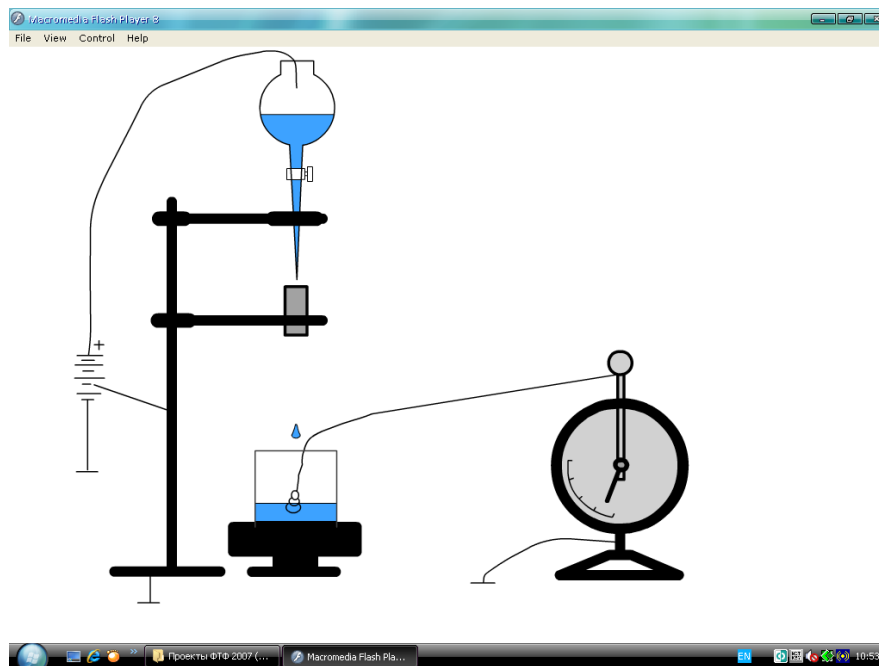 Macromedia Flash Player 8
File View Control Help
+
Проекты ФТФ 2007 (...
Macromedia Flash Pla...
EN
10:53